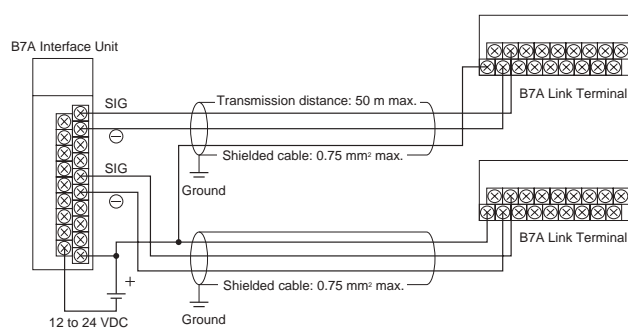 B7A Interface Unit
SIG
⊖
SIG
⊖
+
12 to 24 VDC
Transmission distance: 50 m max.
Shielded cable: 0.75 mm² max.
Ground
B7A Link Terminal
B7A Link Terminal
Shielded cable: 0.75 mm² max.
Ground